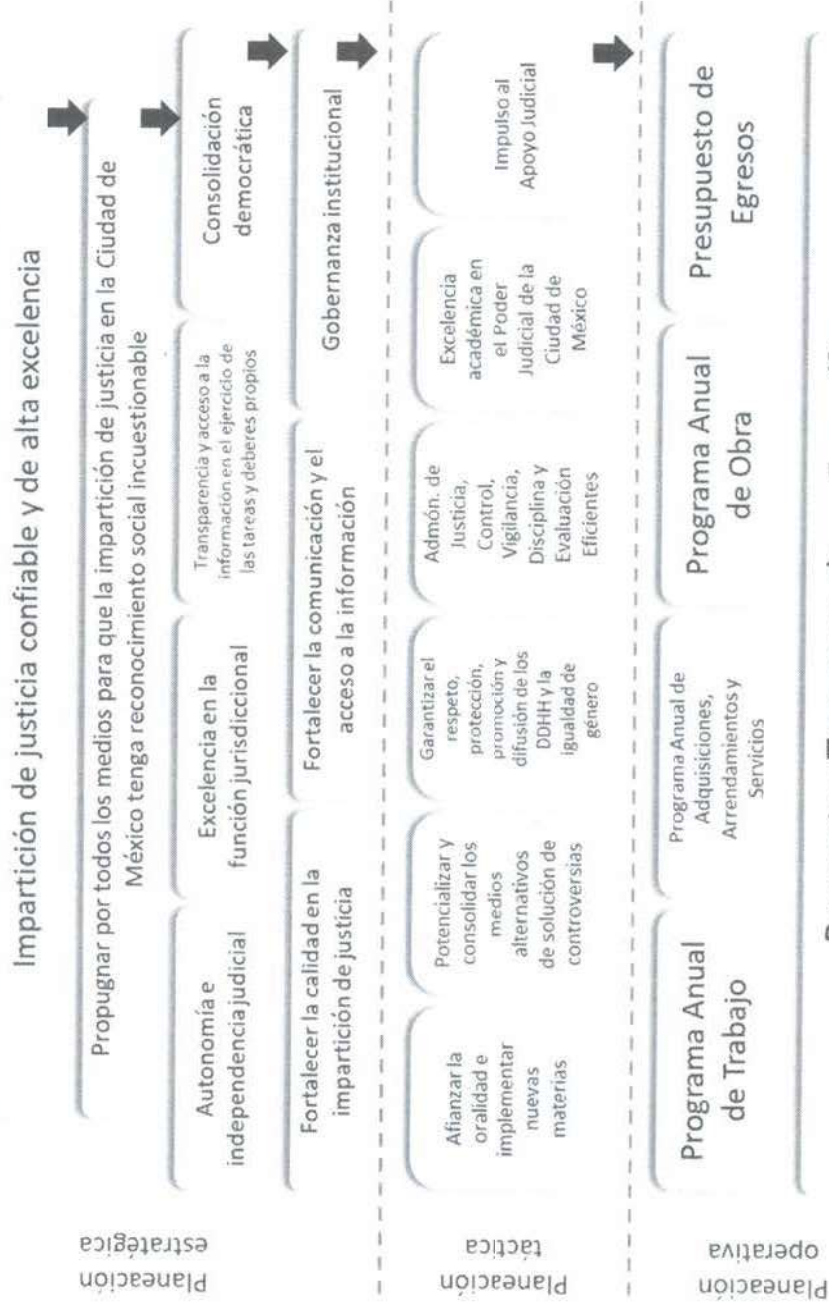 Impartición de justicia confiable y de alta excelencia
Propugnar por todos los medios para que la impartición de justicia en la Ciudad de
México tenga reconocimiento social incuestionable
Autonomía e
independencia judicial
Excelencia en la
función jurisdiccional
Transparencia y acceso a la
información en el ejercicio de
las tareas y deberes propios
Consolidación
democrática
Fortalecer la calidad en la
impartición de justicia
Fortalecer la comunicación y el
acceso a la información
Gobernanza institucional
Planeación
estratégica
Afianzar la
oralidad e
implementar
nuevas
materias
Potencializar y
consolidar los
medios
alternativos
de solución de
controversias
Garantizar el
respeto,
protección,
promoción y
difusión de los
DDHH y la
igualdad de
género
Admón. de
Justicia,
Control,
Vigilancia,
Disciplina y
Evaluación
Eficientes
Excelencia
académica en
el Poder
Judicial de la
Ciudad de
México
Impulso al
Apoyo Judicial
Planeación
táctica
Programa Anual
de Trabajo
Programa Anual de
Adquisiciones,
Arrendamientos y
Servicios
Programa Anual
de Obra
Presupuesto de
Egresos
Planeación
operativa